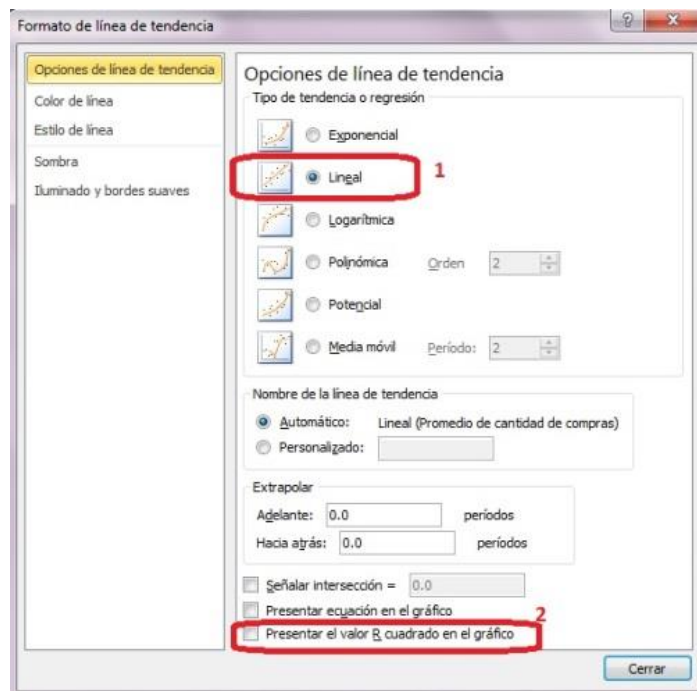 Formato de línea de tendencia
? X
Opciones de línea de tendencia
Color de línea
Estilo de línea
Sombra
Iluminado y bordes suaves
Opciones de línea de tendencia
Tipo de tendencia o regresión
Exponencial
Lineal 1
Logarítmica
Polinómica Orden 2
Potencial
Media móvil Período: 2
Nombre de la línea de tendencia
Automático: Lineal (Promedio de cantidad de compras)
Personalizado:
Extrapolar
Adelante: 0.0 períodos
Hacia atrás: 0.0 períodos
Señalar intersección = 0.0
Presentar ecuación en el gráfico
2
Presentar el valor R cuadrado en el gráfico
Cerrar